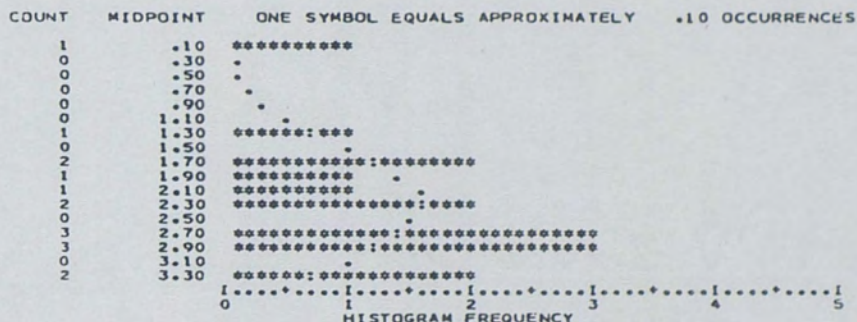 COUNT MIDPOINT ONE SYMBOL EQUALS APPROXIMATELY .10 OCCURRENCES
1 .10 **********
0 .30 .
0 .50 .
0 .70 .
0 .90 .
0 1.10 .
1 1.30 ******:***
0 1.50 .
2 1.70 ***********:********
1 1.90 ********** .
1 2.10 ********** .
2 2.30 ***************:****
0 2.50 .
3 2.70 *************:****************
3 2.90 ***********:******************
0 3.10 .
2 3.30 ******:*************
I....+....I....+....I....+....I....+....I....+....I
0 1 2 3 4 5
HISTOGRAM FREQUENCY